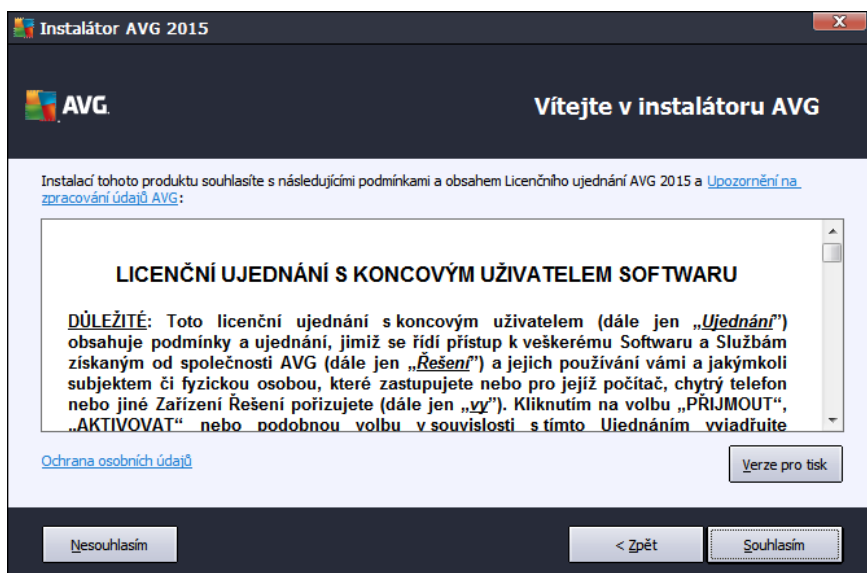 Instalátor AVG 2015
AVG.
Vítejte v instalátoru AVG
Instalací tohoto produktu souhlasíte s následujícími podmínkami a obsahem Licenčního ujednání AVG 2015 a Upozornění na
zpracování údajů AVG:
LICENČNÍ UJEDNÁNÍ S KONCOVÝM UŽIVATELEM SOFTWARU
DŮLEŽITÉ: Toto licenční ujednání s koncovým uživatelem (dále jen „Ujednání")
obsahuje podmínky a ujednání, jimiž se řídí přístup k veškerému Softwaru a Službám
získaným od společnosti AVG (dále jen „Řešení") a jejich používání vámi a jakýmkoli
subjektem či fyzickou osobou, které zastupujete nebo pro jejíž počítač, chytrý telefon
nebo jiné Zařízení Řešení pořizujete (dále jen „vy"). Kliknutím na volbu „PŘIJMOUT“,
„AKTIVOVAT“ nebo podobnou volbu v souvislosti s tímto Ujednáním vyjadřujete
Ochrana osobních údajů
Verze pro tisk
Nesouhlasím
< Zpět
Souhlasím